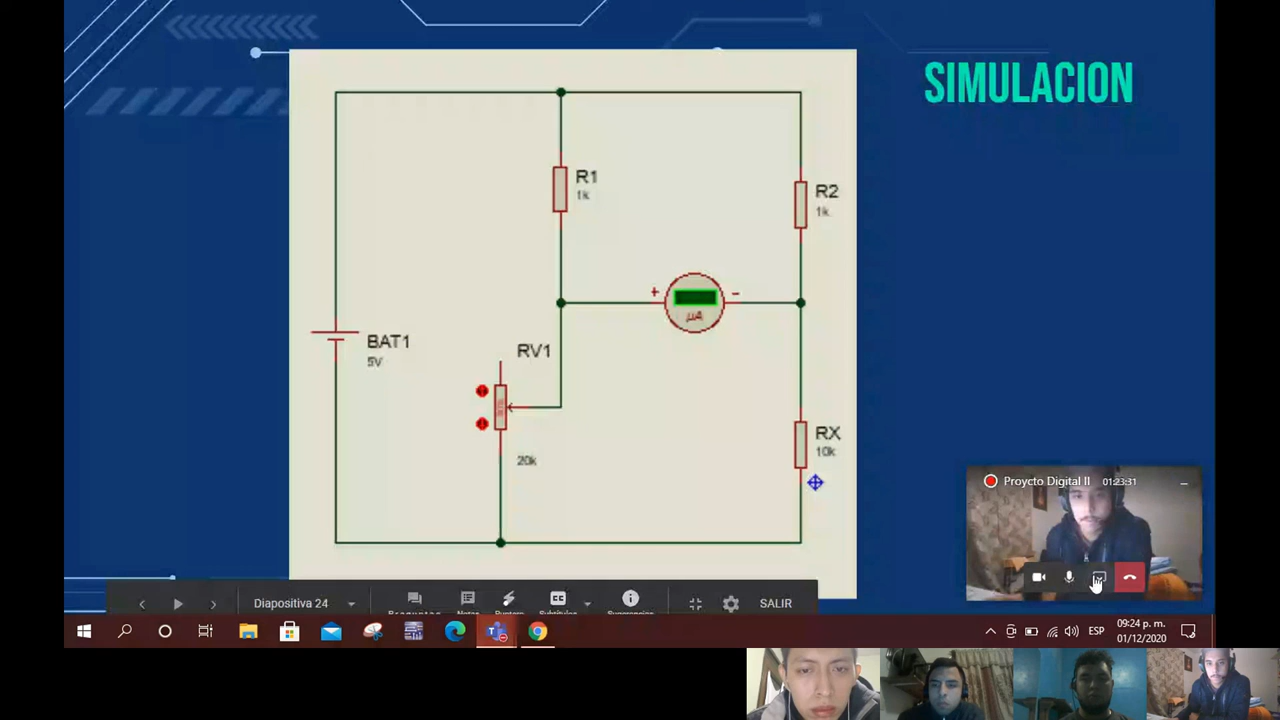 SIMULACION
R1
1k
R2
1k
+
−
µA
BAT1
5V
RV1
20k
RX
10k
Proycto Digital II 01:23:31
Diapositiva 24
SALIR
ESP
09:24 p. m.
01/12/2020